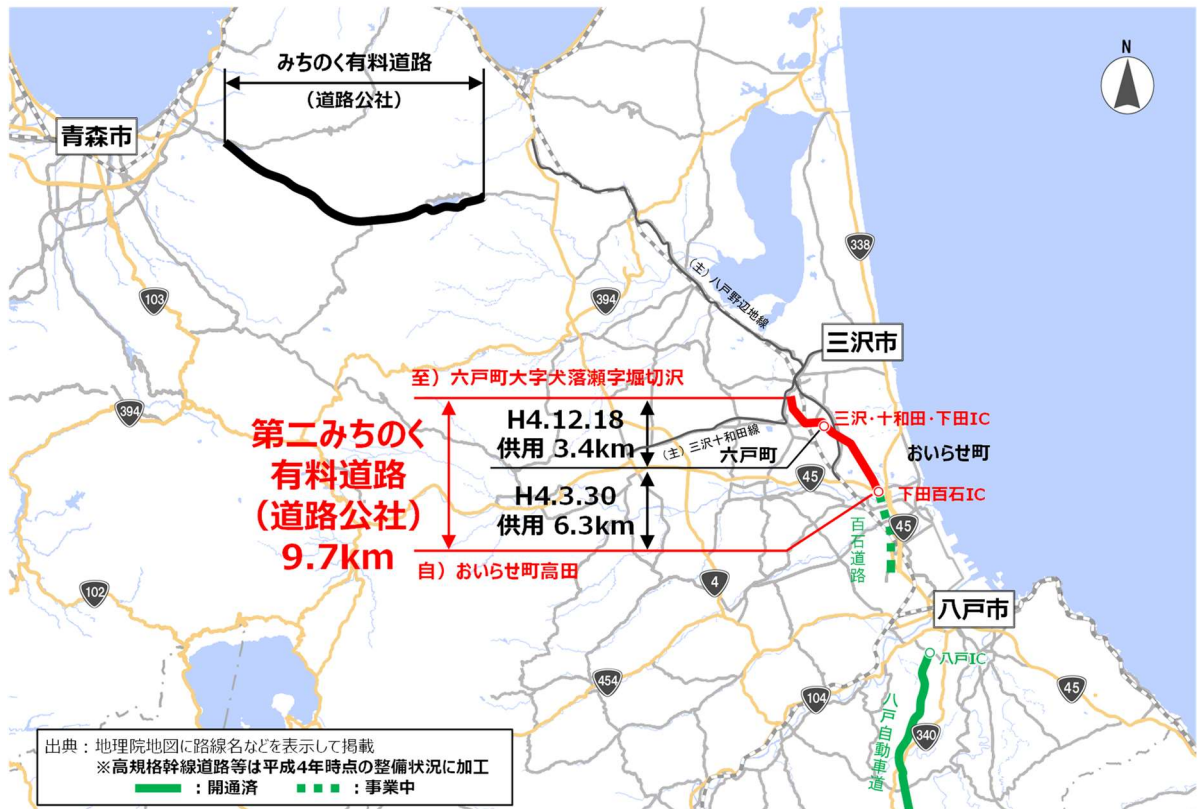 みちのく有料道路
(道路公社)
N
青森市
338
103
394
(主)八戸野辺地線
三沢市
至)六戸町大字犬落瀬字堀切沢
394
第二みちのく
有料道路
(道路公社)
9.7km
H4.12.18
供用 3.4km
(主)三沢十和田線
六戸町
三沢・十和田・下田IC
おいらせ町
45
H4.3.30
供用 6.3km
下田百石IC
45
百石道路
自)おいらせ町高田
4
102
八戸市
八戸IC
454
104
45
340
八戸自動車道
出典:地理院地図に路線名などを表示して掲載
※高規格幹線道路等は平成4年時点の整備状況に加工
:開通済 :事業中